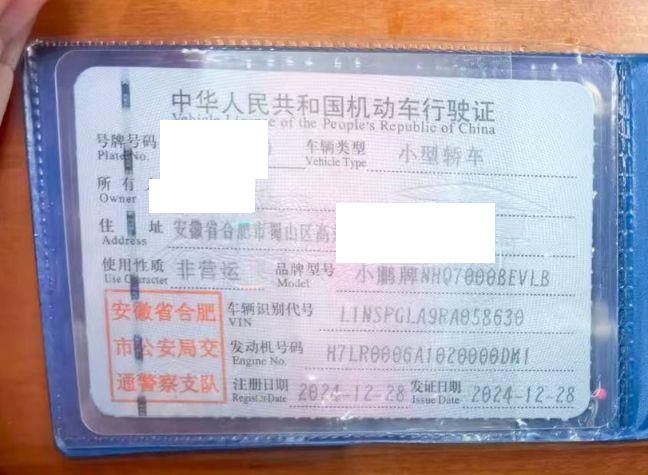 中华人民共和国机动车行驶证
Vehicle License of the People's Republic of China
号牌号码 车辆类型 小型轿车
Plate No. Vehicle Type
所有
Owner
住址 安徽省合肥市蜀山区高
Address
使用性质 非营运 品牌型号 小鹏牌NHQ7000BEVLB
Use Character Model
安徽省合肥 车辆识别代号 L1NSPGLA9RA058630
VIN
市公安局交 发动机号码 H7LR0006A1020000DM1
Engine No.
通警察支队 注册日期 2024-12-28 发证日期 2024-12-28
Register Date Issue Date